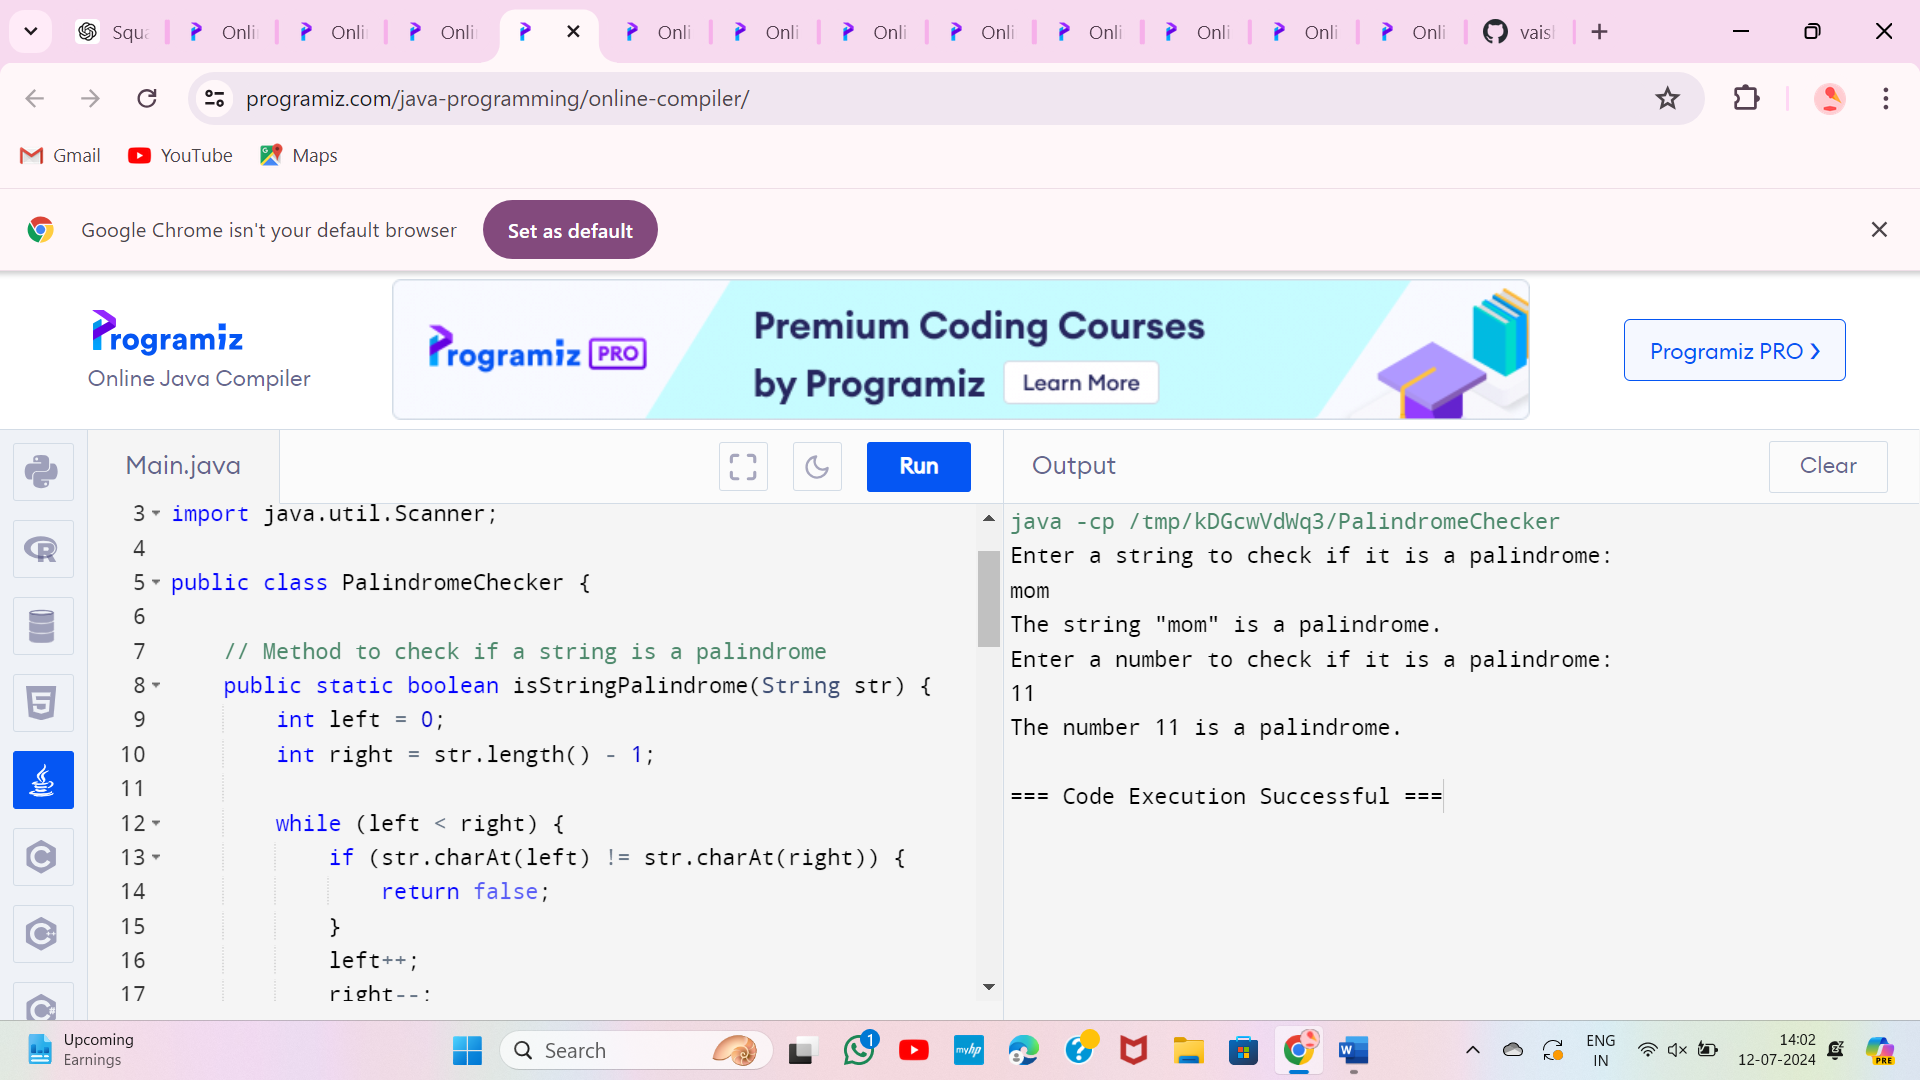 Squa
Onli
Onli
Onli
Onli
Onli
Onli
Onli
Onli
Onli
Onli
Onli
vais
programiz.com/java-programming/online-compiler/
Gmail
YouTube
Maps
Google Chrome isn't your default browser
Set as default
Programiz
Online Java Compiler
Programiz PRO
Premium Coding Courses
by Programiz
Learn More
Programiz PRO ❯
Main.java
Run
3 import java.util.Scanner;
4
5 public class PalindromeChecker {
6
7 // Method to check if a string is a palindrome
8 public static boolean isStringPalindrome(String str) {
9 int left = 0;
10 int right = str.length() - 1;
11
12 while (left < right) {
13 if (str.charAt(left) != str.charAt(right)) {
14 return false;
15 }
16 left++;
17 right--;
Output
Clear
java -cp /tmp/kDGcwVdWq3/PalindromeChecker
Enter a string to check if it is a palindrome:
mom
The string "mom" is a palindrome.
Enter a number to check if it is a palindrome:
11
The number 11 is a palindrome.
=== Code Execution Successful ===
Upcoming
Earnings
Search
1
myhp
ENG
IN
14:02
12-07-2024
PRE